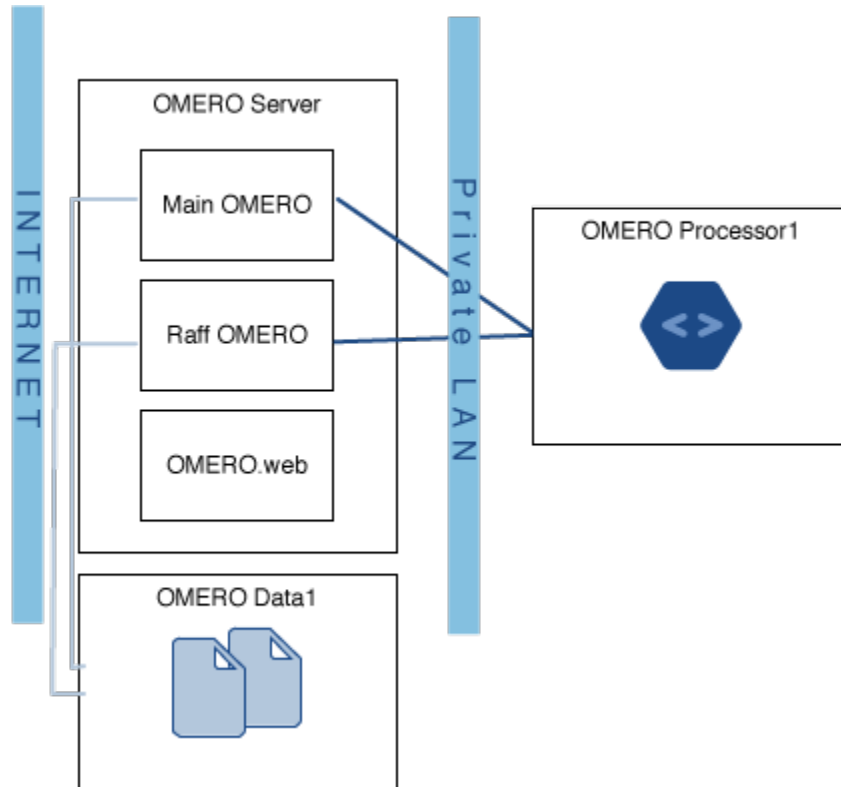 INTERNET
OMERO Server
Main OMERO
Raff OMERO
OMERO.web
OMERO Data1
Private LAN
OMERO Processor1
< >